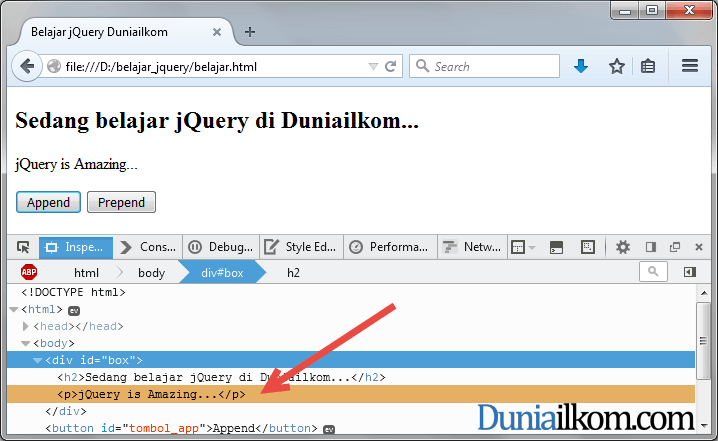 Belajar jQuery Duniailkom
file:///D:/belajar_jquery/belajar.html
Search
Sedang belajar jQuery di Duniailkom...
jQuery is Amazing...
Append Prepend
Inspe... Cons... Debug... Style Ed... Performa... Netw...
ABP html body div#box h2
<!DOCTYPE html>
<html> ev
<head></head>
<body>
<div id="box">
<h2>Sedang belajar jQuery di Duniailkom...</h2>
<p>jQuery is Amazing...</p>
</div>
<button id="tombol_app">Append</button> ev
Duniailkom.com